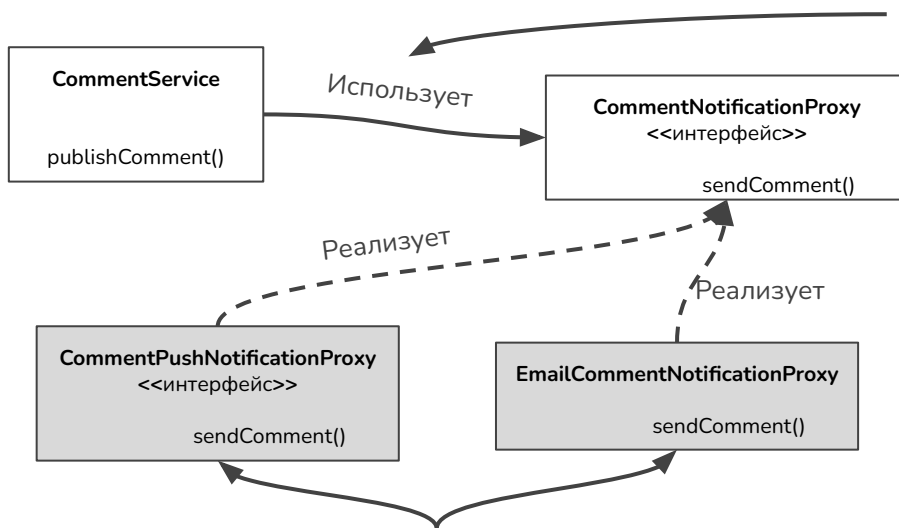 CommentService
publishComment()
Использует
CommentNotificationProxy
<<интерфейс>>
sendComment()
Реализует
Реализует
CommentPushNotificationProxy
<<интерфейс>>
sendComment()
EmailCommentNotificationProxy
sendComment()